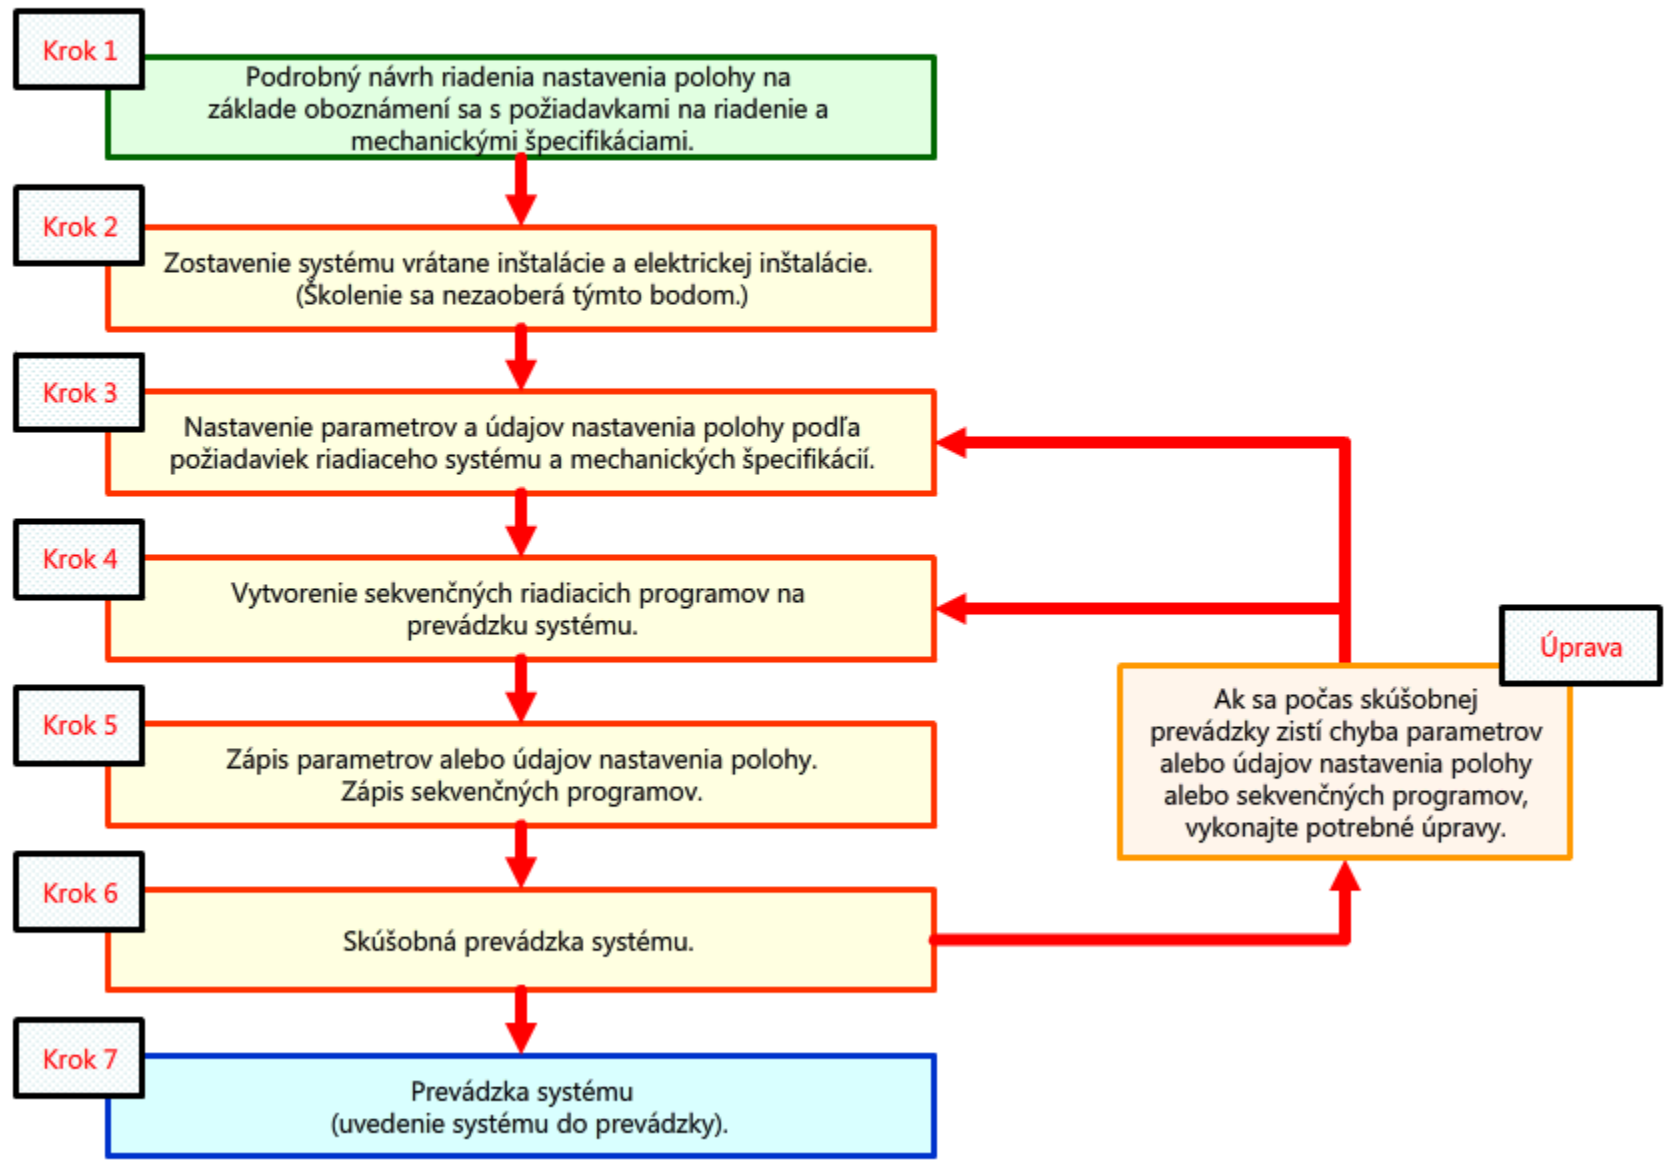 Krok 1
Podrobný návrh riadenia nastavenia polohy na
základe oboznámení sa s požiadavkami na riadenie a
mechanickými špecifikáciami.
Krok 2
Zostavenie systému vrátane inštalácie a elektrickej inštalácie.
(Školenie sa nezaoberá týmto bodom.)
Krok 3
Nastavenie parametrov a údajov nastavenia polohy podľa
požiadaviek riadiaceho systému a mechanických špecifikácií.
Krok 4
Vytvorenie sekvenčných riadiacich programov na
prevádzku systému.
Krok 5
Zápis parametrov alebo údajov nastavenia polohy.
Zápis sekvenčných programov.
Krok 6
Skúšobná prevádzka systému.
Úprava
Ak sa počas skúšobnej
prevádzky zistí chyba parametrov
alebo údajov nastavenia polohy
alebo sekvenčných programov,
vykonajte potrebné úpravy.
Krok 7
Prevádzka systému
(uvedenie systému do prevádzky).